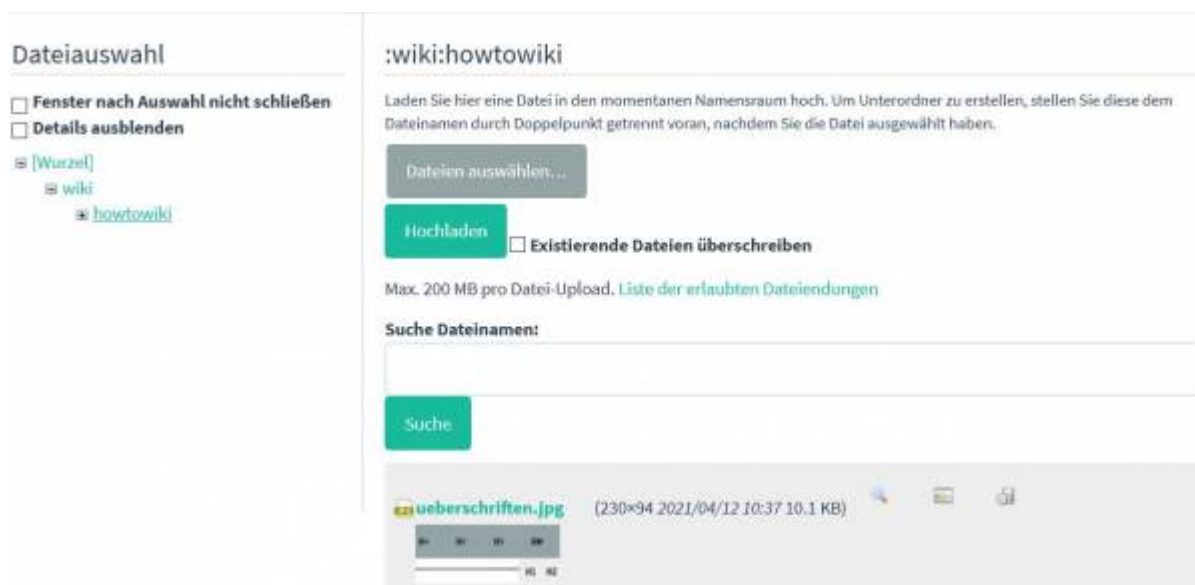 Dateiauswahl
Fenster nach Auswahl nicht schließen
Details ausblenden
[Wurzel]
wiki
howtowiki
:wiki:howtowiki
Laden Sie hier eine Datei in den momentanen Namensraum hoch. Um Unterordner zu erstellen, stellen Sie diese dem
Dateinamen durch Doppelpunkt getrennt voran, nachdem Sie die Datei ausgewählt haben.
Dateien auswählen...
Hochladen
Existierende Dateien überschreiben
Max. 200 MB pro Datei-Upload. Liste der erlaubten Dateiendungen
Suche Dateinamen:
Suche
ueberschriften.jpg (230×94 2021/04/12 10:37 10.1 KB)